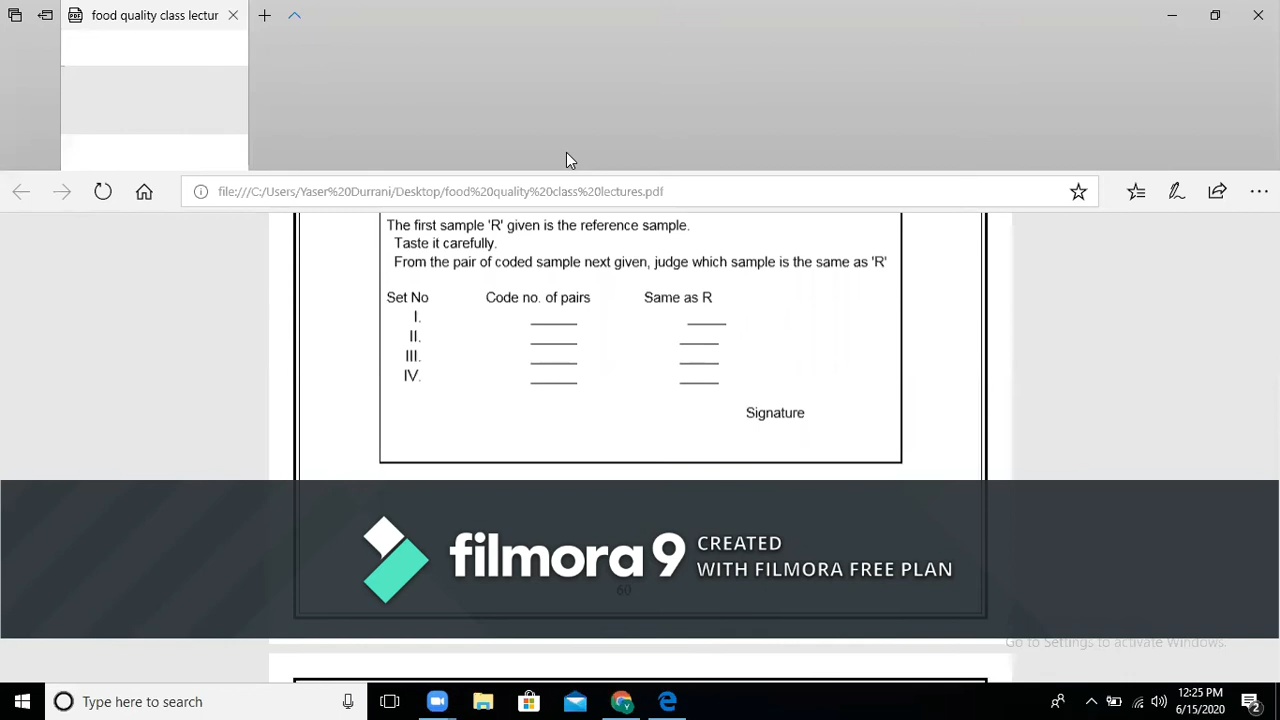 food quality class lectur
file:///C:/Users/Yaser%20Durrani/Desktop/food%20quality%20class%20lectures.pdf
The first sample 'R' given is the reference sample.
Taste it carefully.
From the pair of coded sample next given, judge which sample is the same as 'R'
Set No Code no. of pairs Same as R
I.
II.
III.
IV.
Signature
filmora 9 CREATED
WITH FILMORA FREE PLAN
60
Go to Settings to activate Windows.
Type here to search
12:25 PM
6/15/2020
2